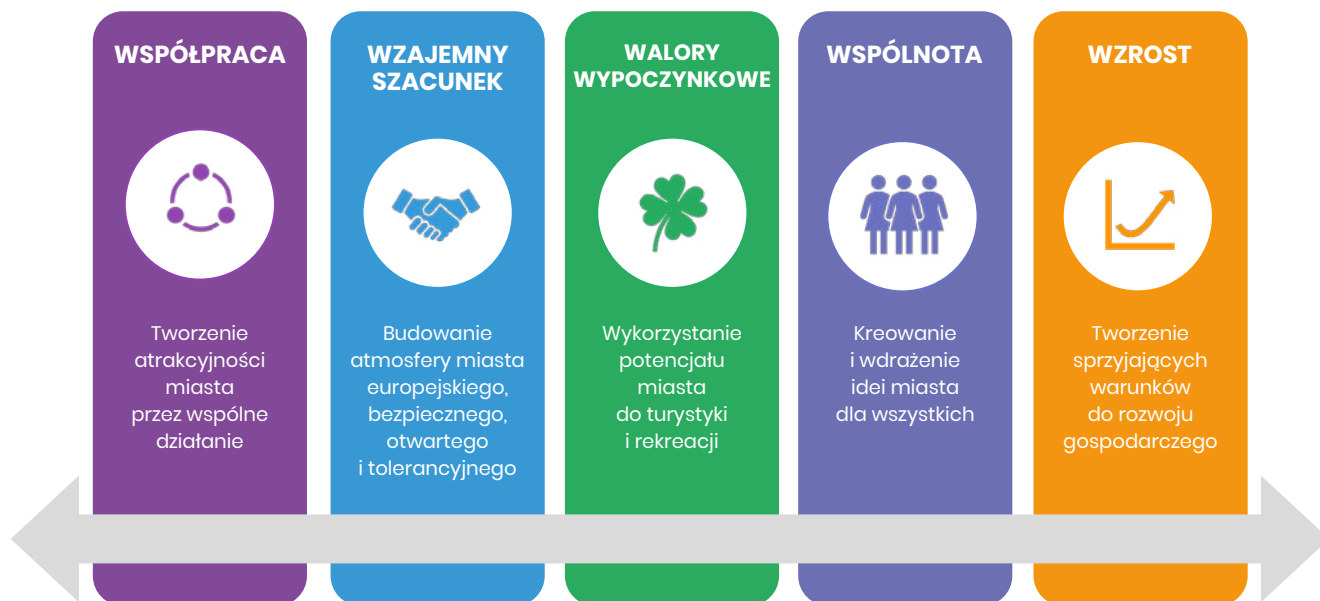 WSPÓŁPRACA
Tworzenie
atrakcyjności
miasta
przez wspólne
działanie
WZAJEMNY
SZACUNEK
Budowanie
atmosfery miasta
europejskiego,
bezpiecznego,
otwartego
i tolerancyjnego
WALORY
WYPOCZYNKOWE
Wykorzystanie
potencjału
miasta
do turystyki
i rekreacji
WSPÓLNOTA
Kreowanie
i wdrażenie
idei miasta
dla wszystkich
WZROST
Tworzenie
sprzyjających
warunków
do rozwoju
gospodarczego